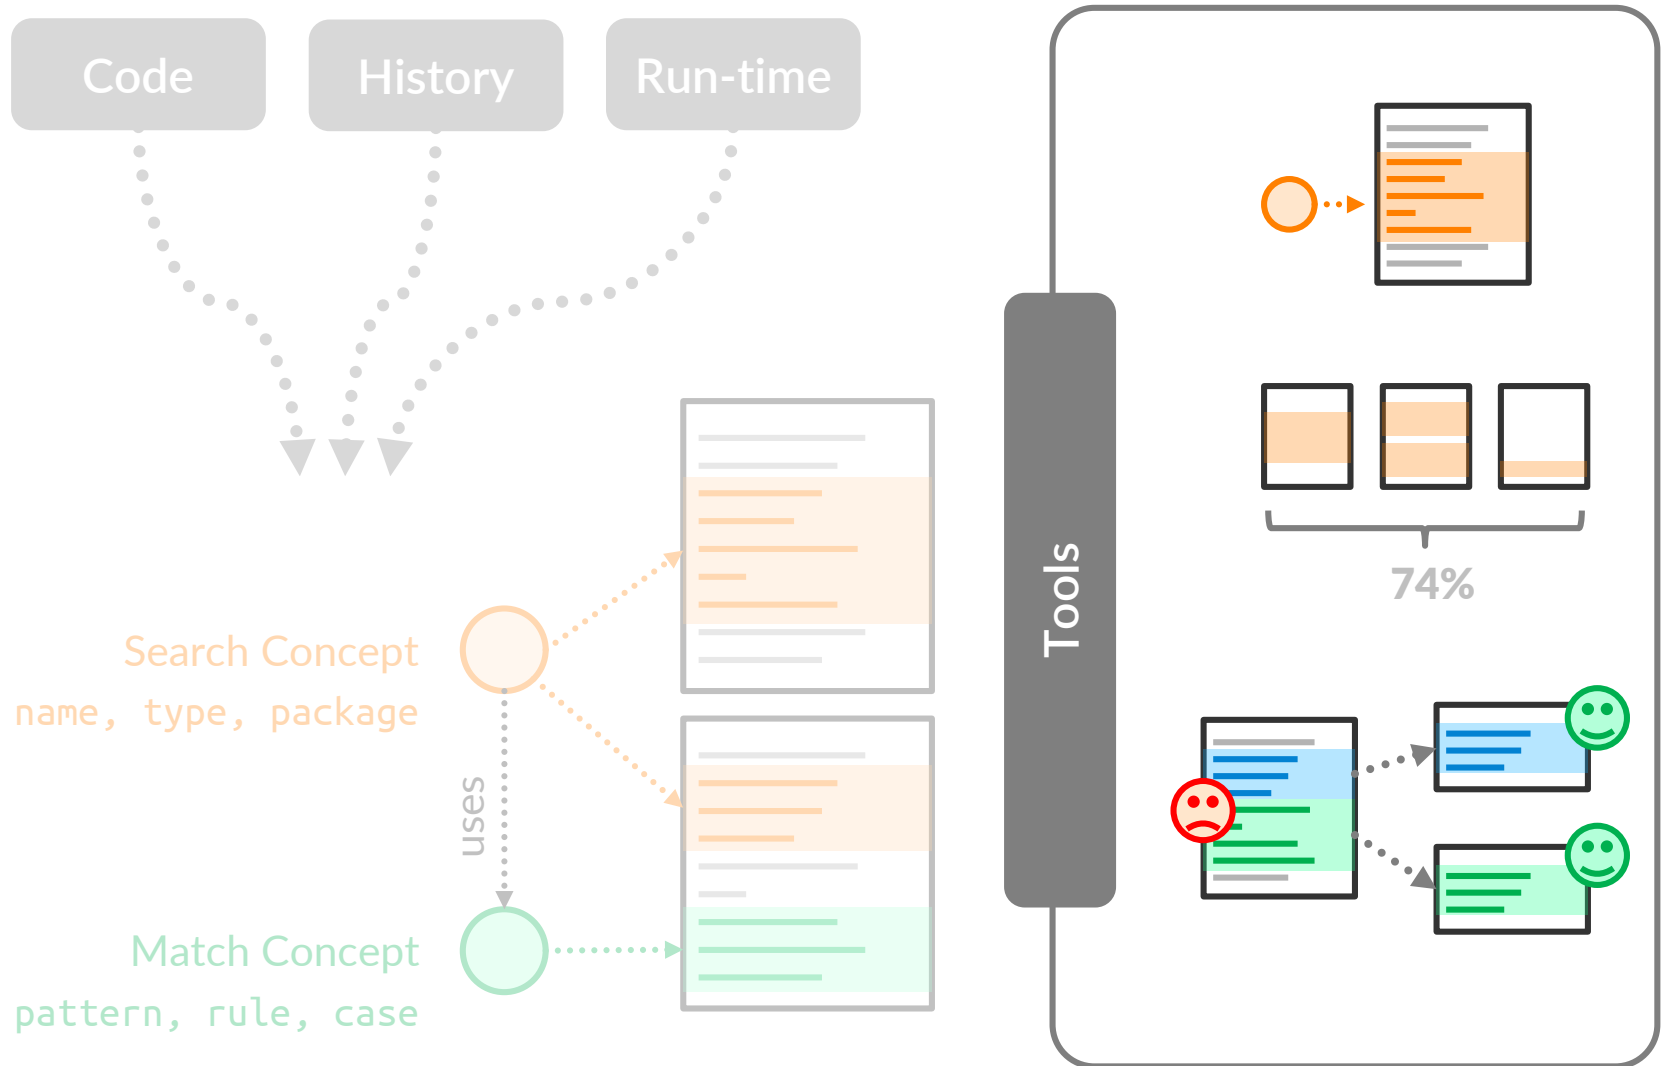 Code
History
Run-time
Search Concept
name, type, package
uses
Match Concept
pattern, rule, case
Tools
74%